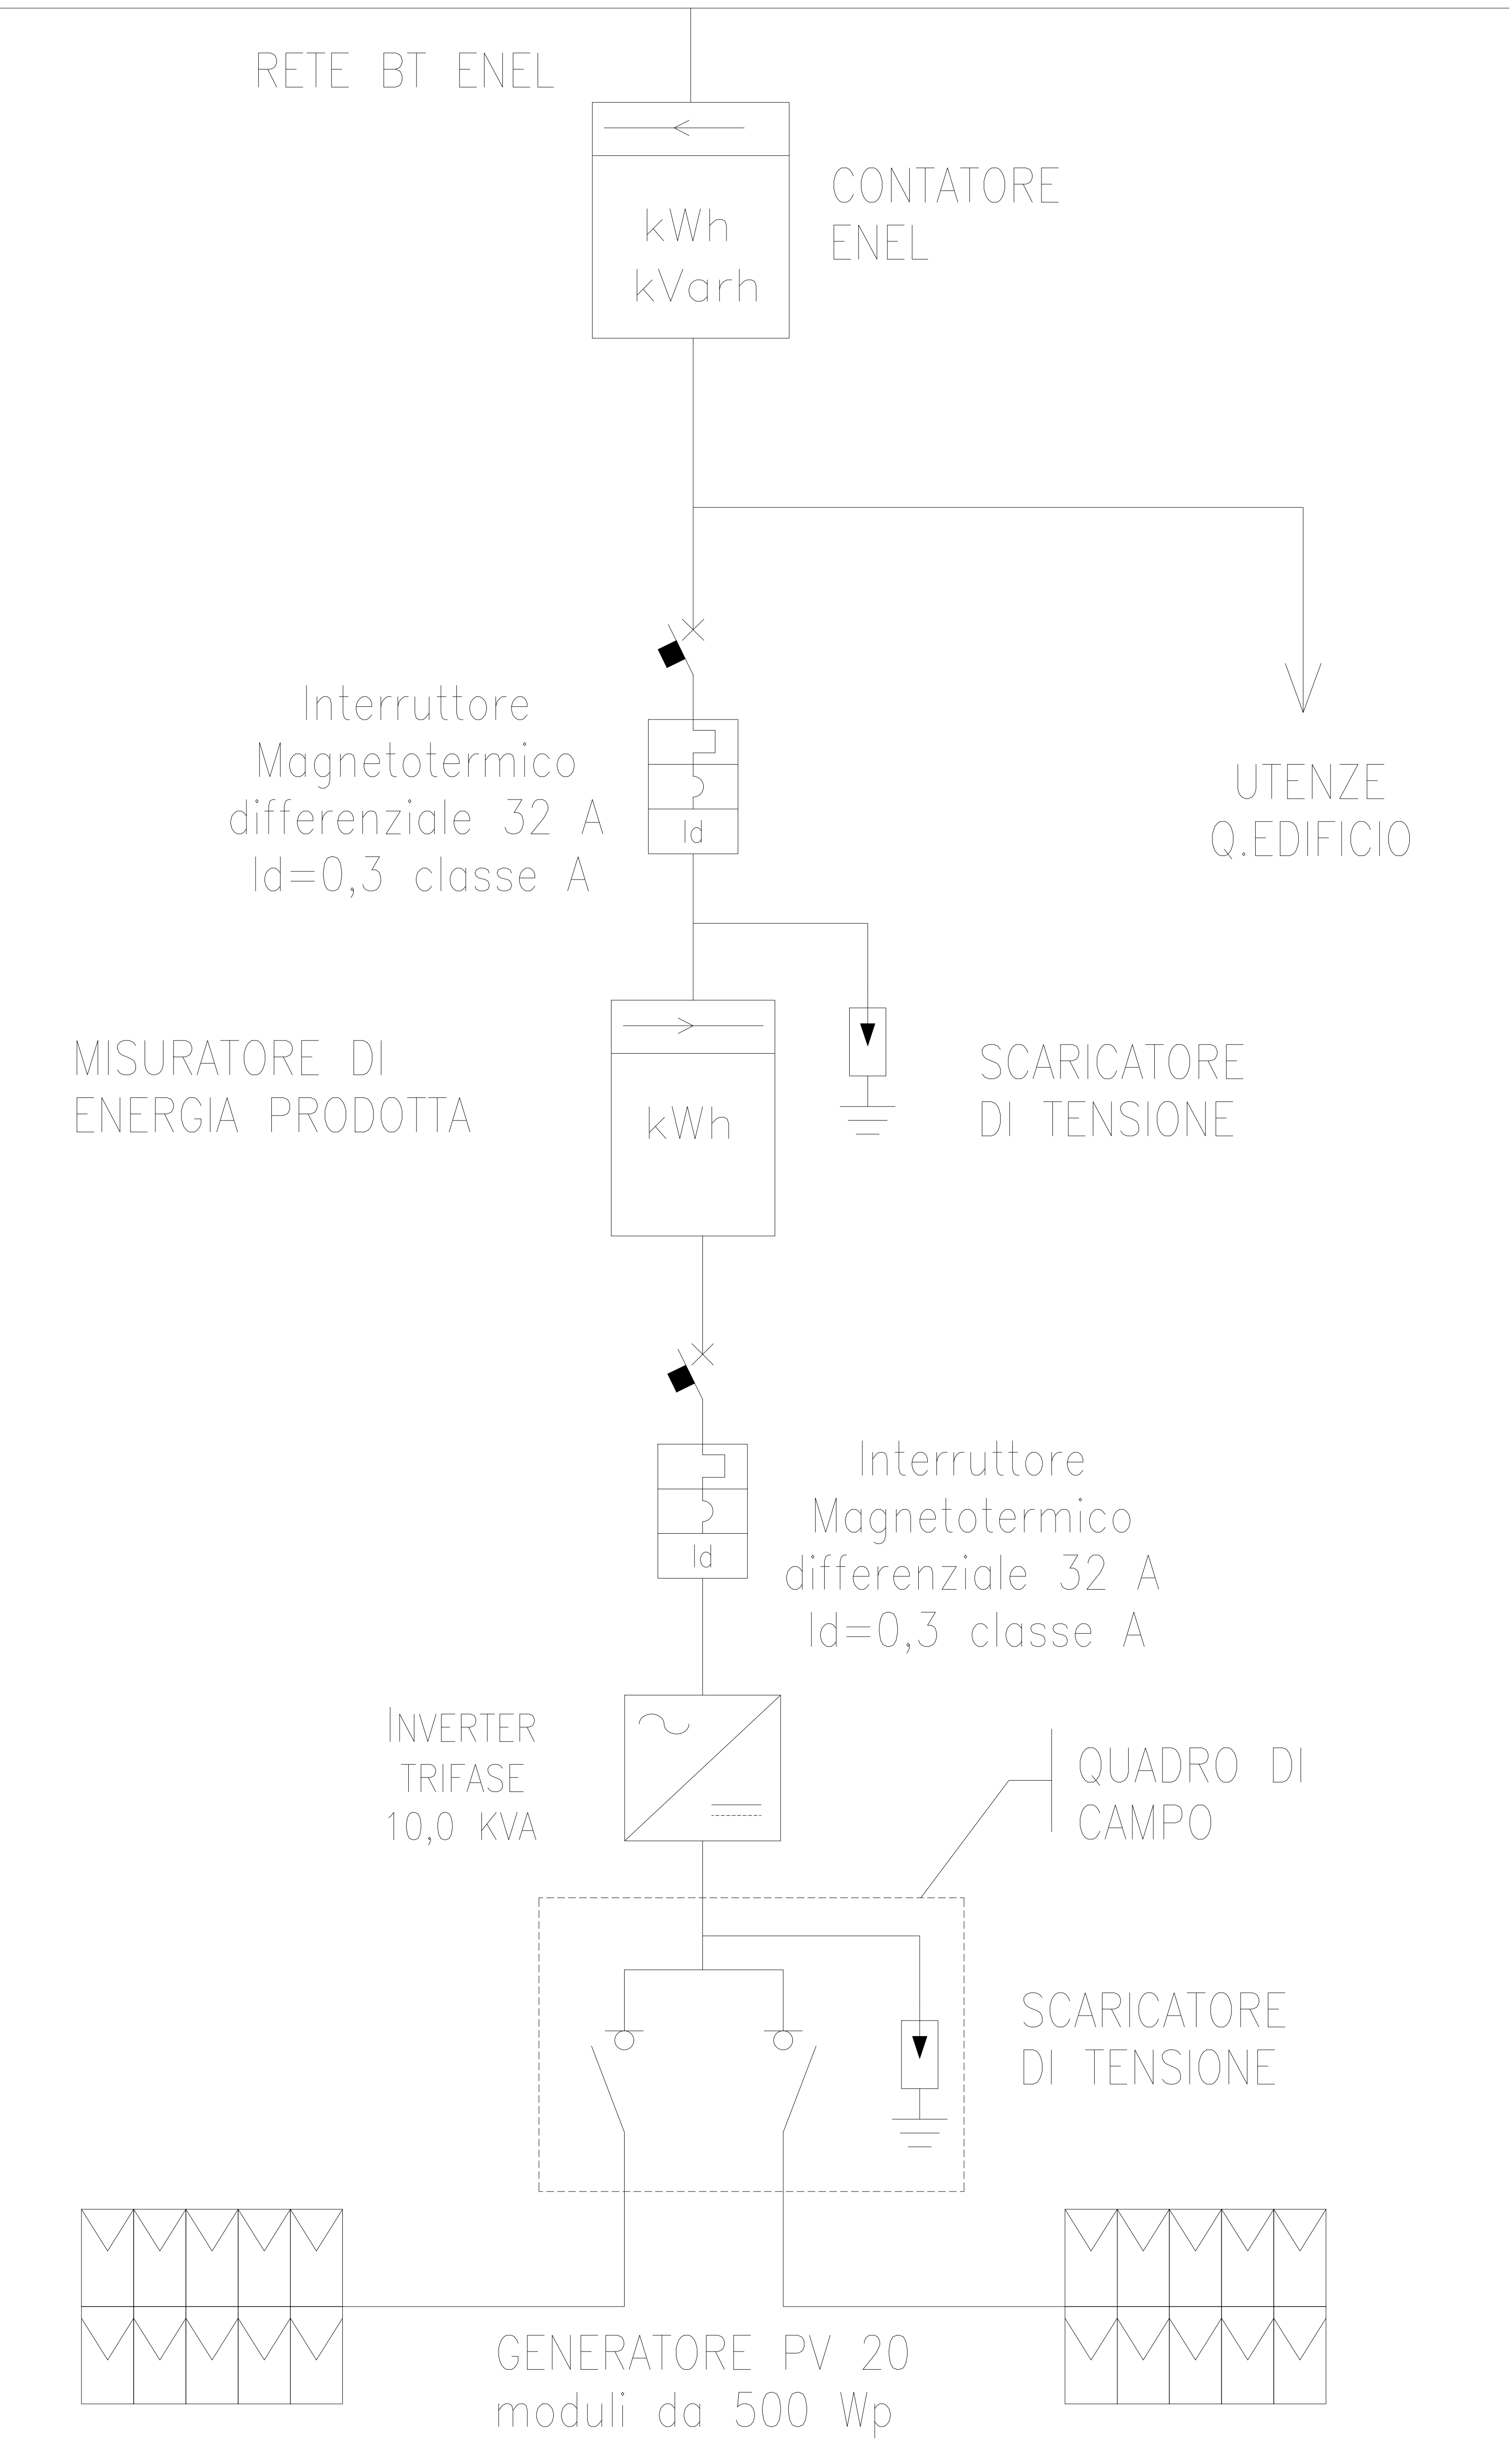 RETE BT ENEL
CONTATORE
ENEL
kWh
kVarh
Interruttore
Magnetotermico
differenziale 32 A
Id=0,3 classe A
Id
UTENZE
Q.EDIFICIO
MISURATORE DI
ENERGIA PRODOTTA
kWh
SCARICATORE
DI TENSIONE
Interruttore
Magnetotermico
differenziale 32 A
Id=0,3 classe A
Id
INVERTER
TRIFASE
10,0 KVA
QUADRO DI
CAMPO
SCARICATORE
DI TENSIONE
GENERATORE PV 20
moduli da 500 Wp